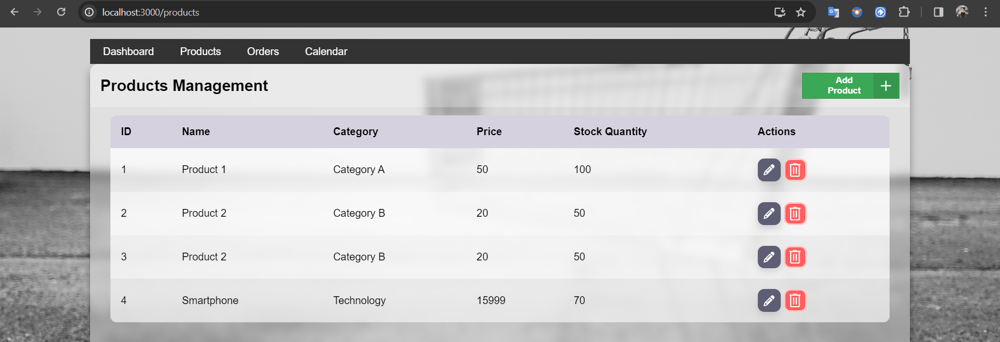 localhost:3000/products
Dashboard Products Orders Calendar
Products Management
Add
Product
ID Name Category Price Stock Quantity Actions
1 Product 1 Category A 50 100
2 Product 2 Category B 20 50
3 Product 2 Category B 20 50
4 Smartphone Technology 15999 70